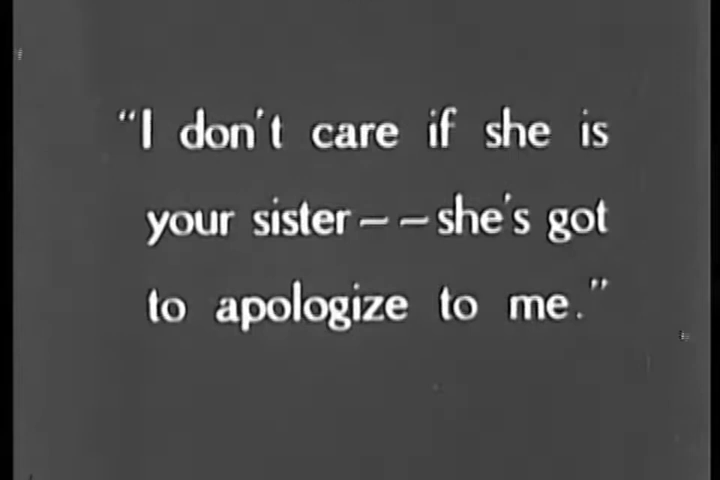 "I don't care if she is
your sister -- she's got
to apologize to me."